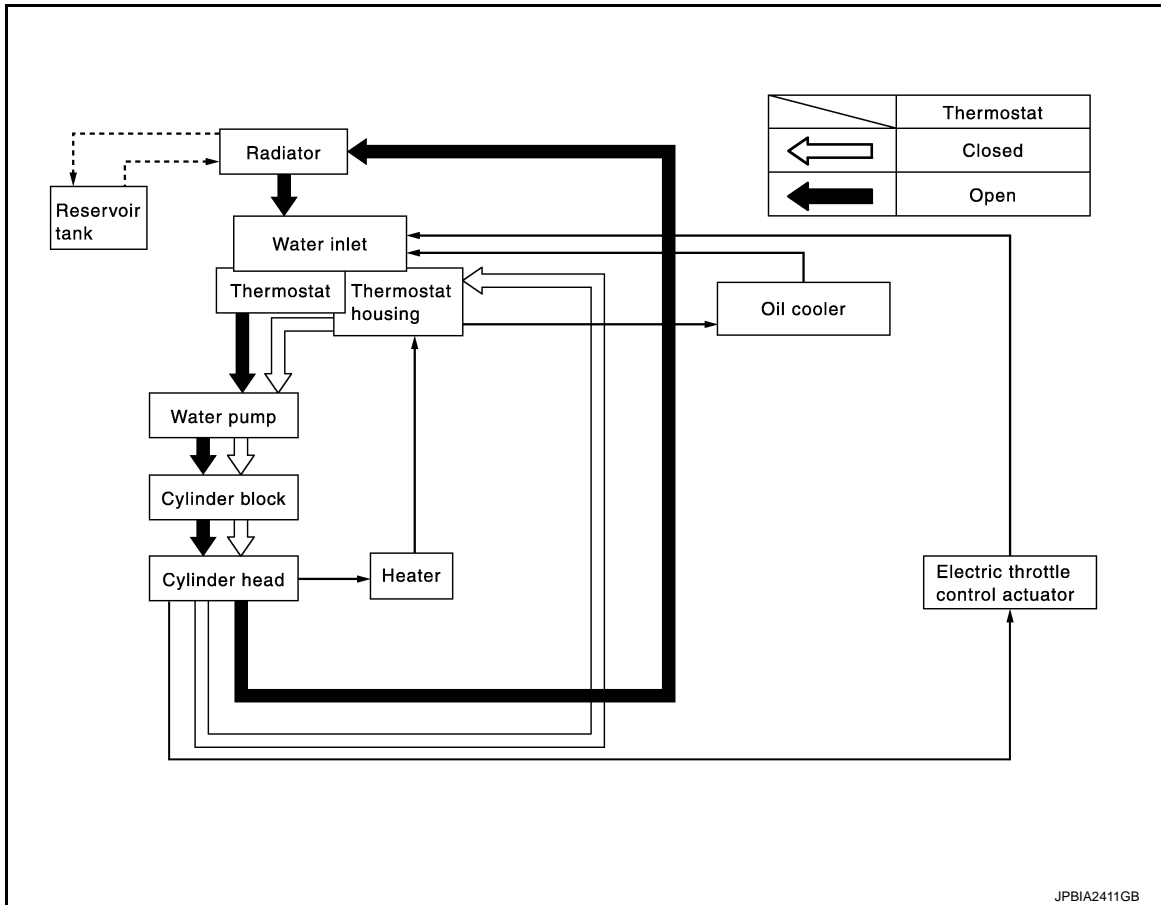 Thermostat
Closed
Open
Radiator
Reservoir
tank
Water inlet
Thermostat
Thermostat
housing
Oil cooler
Water pump
Cylinder block
Cylinder head
Heater
Electric throttle
control actuator
JPBIA2411GB